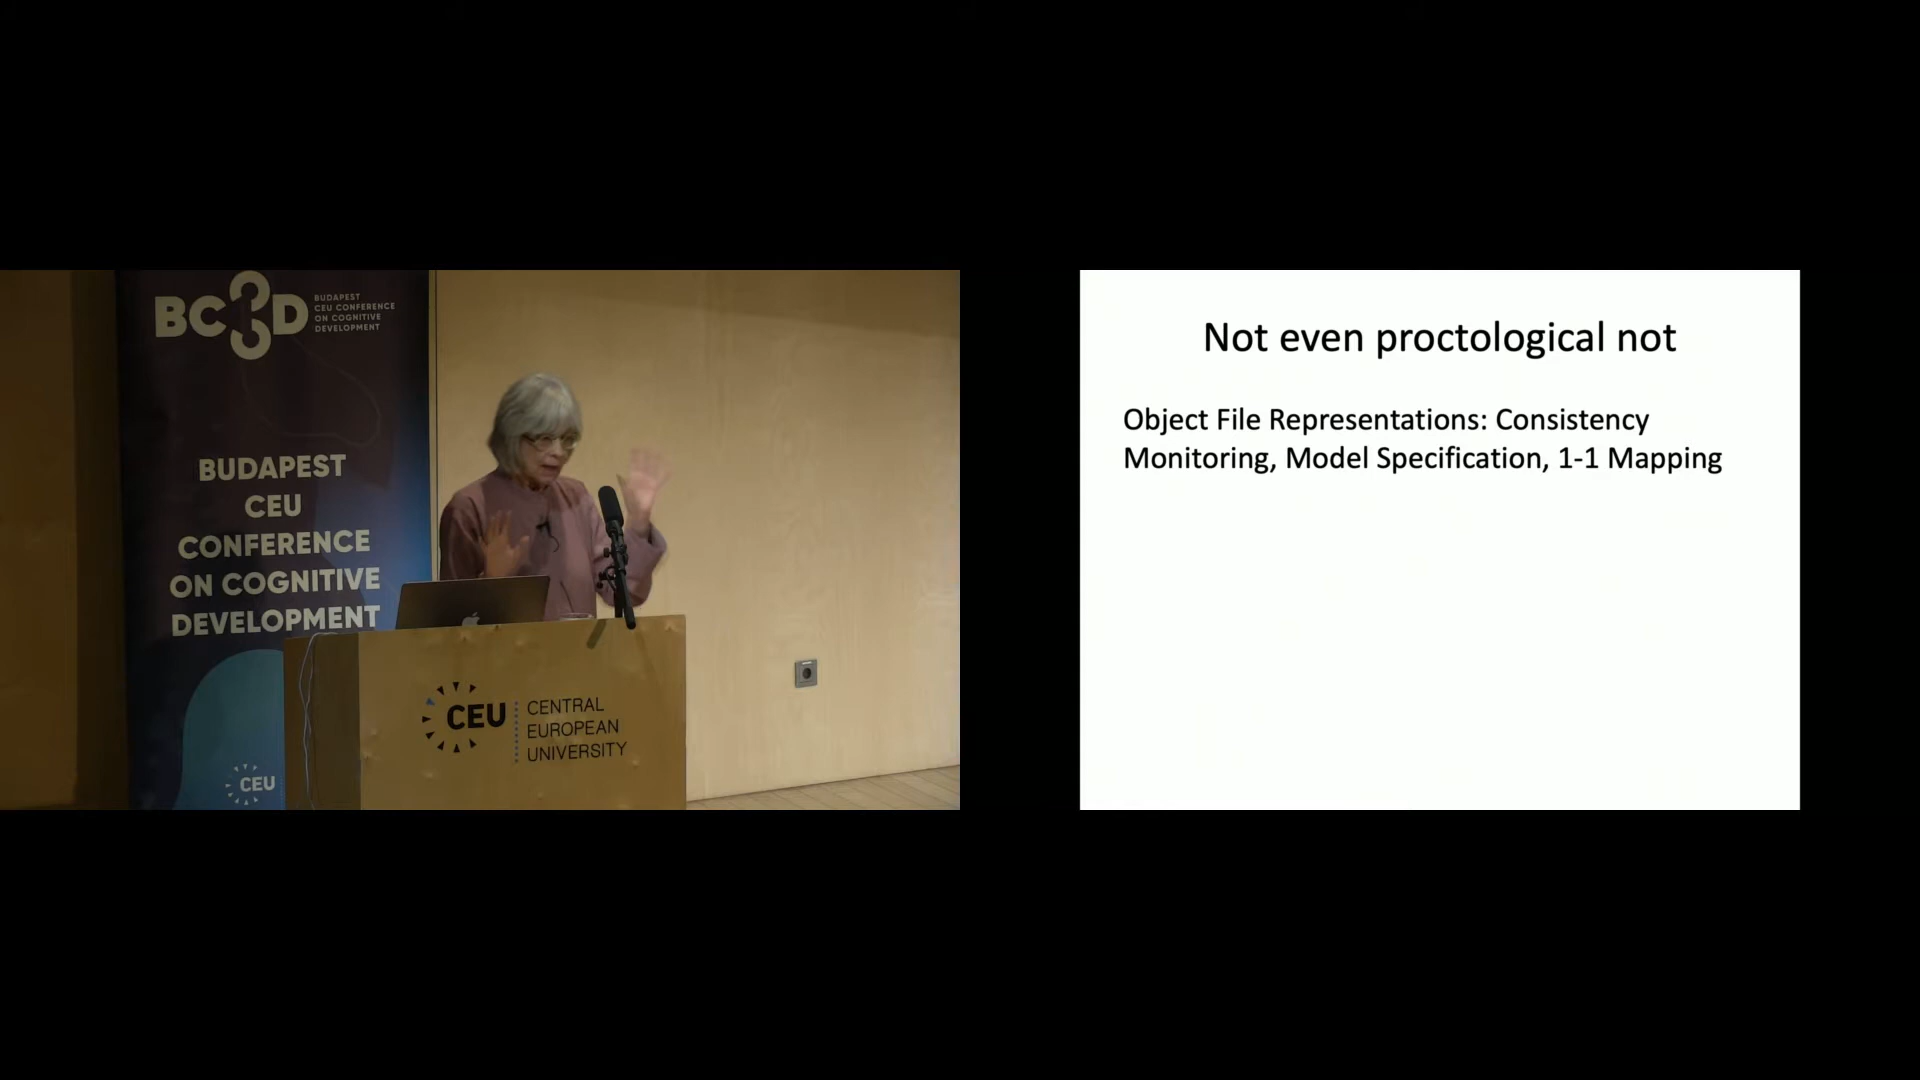 BC3D
BUDAPEST
CEU CONFERENCE
ON COGNITIVE
DEVELOPMENT
BUDAPEST
CEU
CONFERENCE
ON COGNITIVE
DEVELOPMENT
CEU
CEU
CENTRAL
EUROPEAN
UNIVERSITY
Not even proctological not
Object File Representations: Consistency
Monitoring, Model Specification, 1-1 Mapping